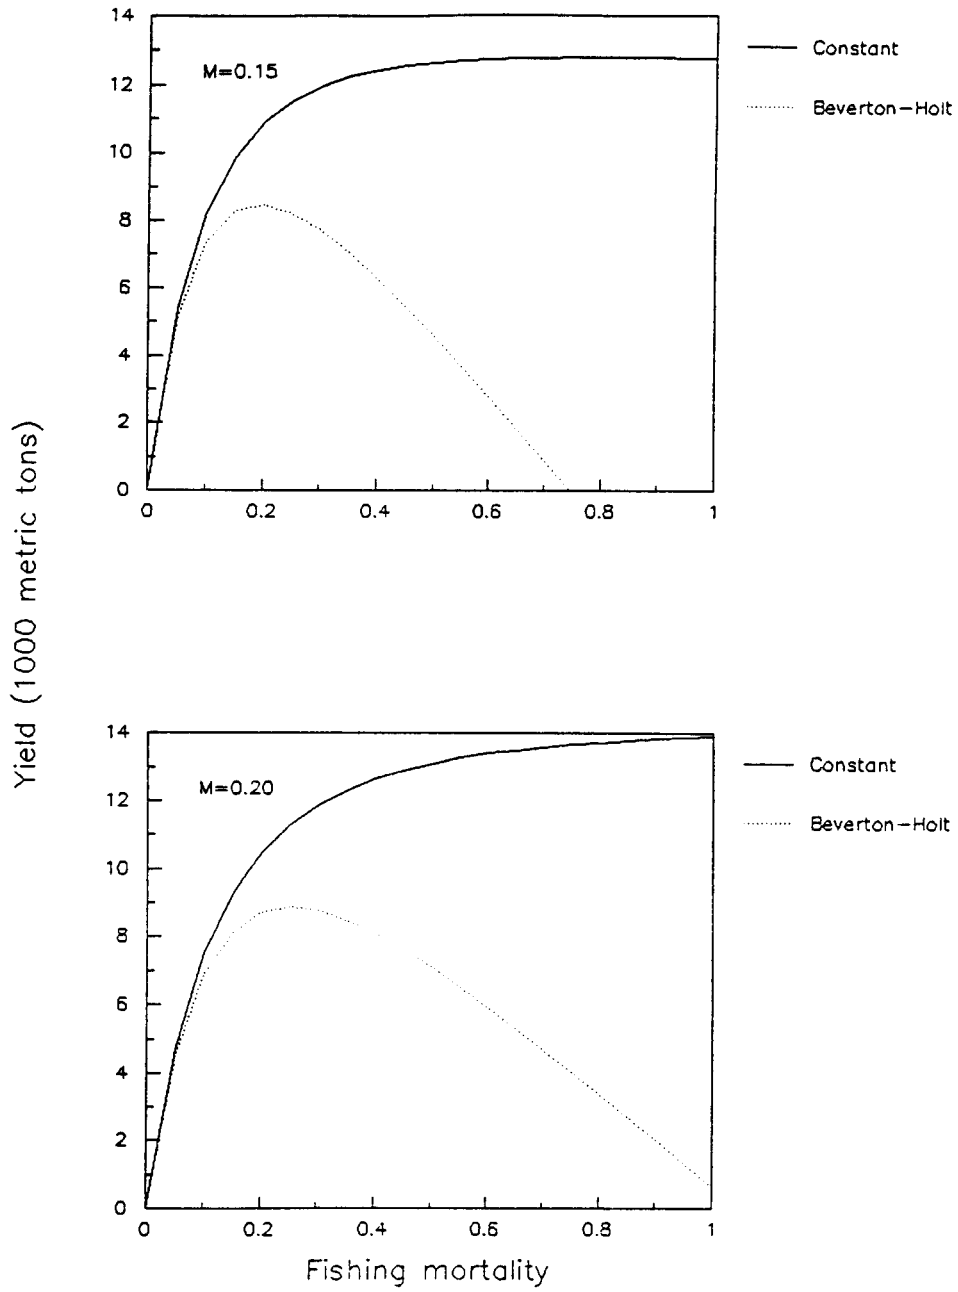 14
12
10
8
6
4
2
0
M=0.15
Constant
Beverton-Holt
0 0.2 0.4 0.6 0.8 1
Yield (1000 metric tons)
14
12
10
8
6
4
2
0
M=0.20
Constant
Beverton-Holt
0 0.2 0.4 0.6 0.8 1
Fishing mortality